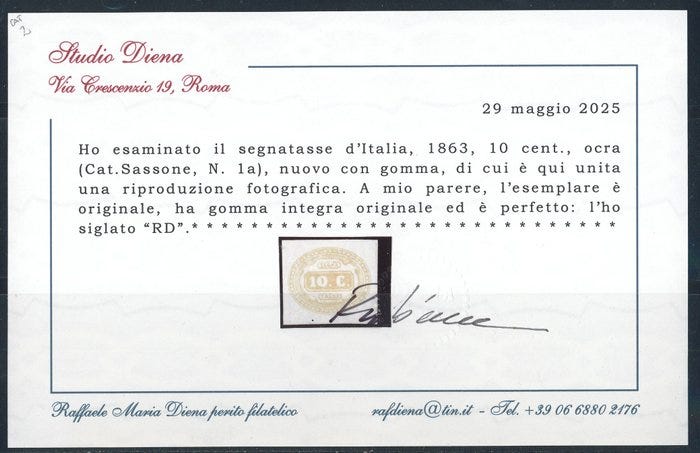 Studio Diena
Via Crescenzio 19, Roma
29 maggio 2025
Ho esaminato il segnatasse d'Italia, 1863, 10 cent., ocra
(Cat.Sassone, N. 1a), nuovo con gomma, di cui è qui unita
una riproduzione fotografica. A mio parere, l'esemplare è
originale, ha gomma integra originale ed è perfetto: l'ho
siglato "RD".* * * * * * * * * * * * * * * * * * * * * * * * * * * * * *
10. C.
Raffaele Maria Diena perito filatelico
rafdiena@tin.it - Tel. +39 06 6880 2176